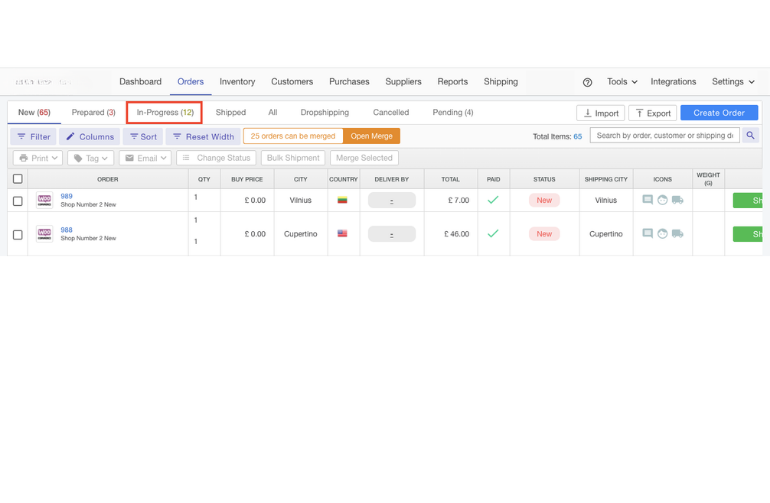 Dashboard Orders Inventory Customers Purchases Suppliers Reports Shipping Tools Integrations Settings
New (65) Prepared (3) In-Progress (12) Shipped All Dropshipping Cancelled Pending (4) Import Export Create Order
Filter Columns Sort Reset Width 25 orders can be merged Open Merge Total Items: 65 Search by order, customer or shipping d
Print Tag Email Change Status Bulk Shipment Merge Selected
ORDER QTY BUY PRICE CITY COUNTRY DELIVER BY TOTAL PAID STATUS SHIPPING CITY ICONS WEIGHT (G)
989 1 £ 0.00 Vilnius - £ 7.00 New Vilnius Sh
Shop Number 2 New
1
988 £ 0.00 Cupertino - £ 46.00 New Cupertino Sh
Shop Number 2 New
1